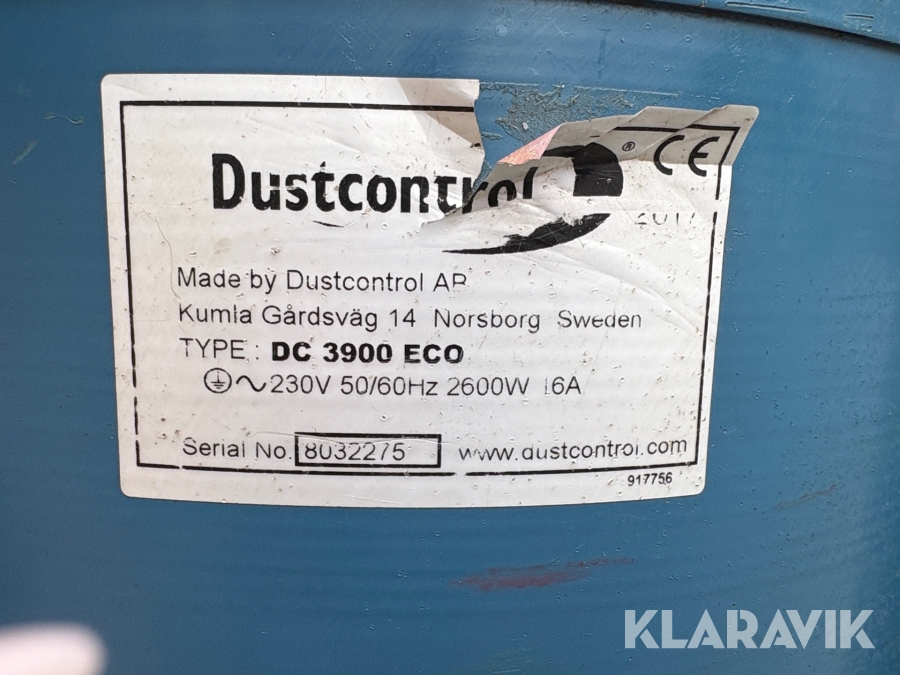 Dustcontrol ® CE
2017
Made by Dustcontrol AB
Kumla Gårdsväg 14 Norsborg Sweden
TYPE : DC 3900 ECO
230V 50/60Hz 2600W 16A
Serial No. 8032275 www.dustcontrol.com
917756
KLARAVIK